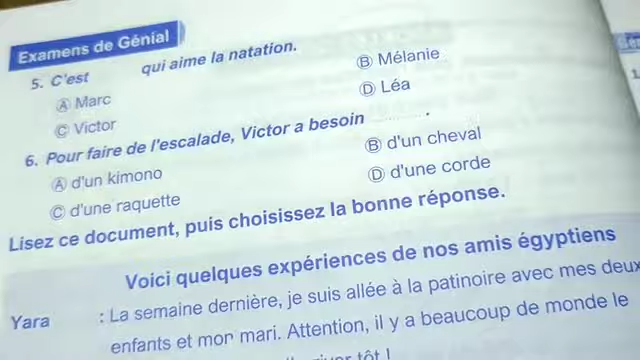 Examens de Génial
5. C'est qui aime la natation.
Ⓐ Marc Ⓑ Mélanie
Ⓒ Victor Ⓓ Léa
6. Pour faire de l'escalade, Victor a besoin ............ .
Ⓐ d'un kimono Ⓑ d'un cheval
Ⓒ d'une raquette Ⓓ d'une corde
Lisez ce document, puis choisissez la bonne réponse.
Voici quelques expériences de nos amis égyptiens
Yara : La semaine dernière, je suis allée à la patinoire avec mes deux
enfants et mon mari. Attention, il y a beaucoup de monde le
tôt !